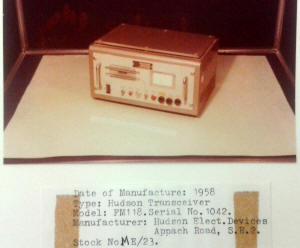 Date of Manufacture: 1958
Type: Hudson Transceiver
Model: FM118.Serial No.1042.
Manufacturer: Hudson Elect.Devices
Appach Road, S.W.2.
Stock No.ME/23.